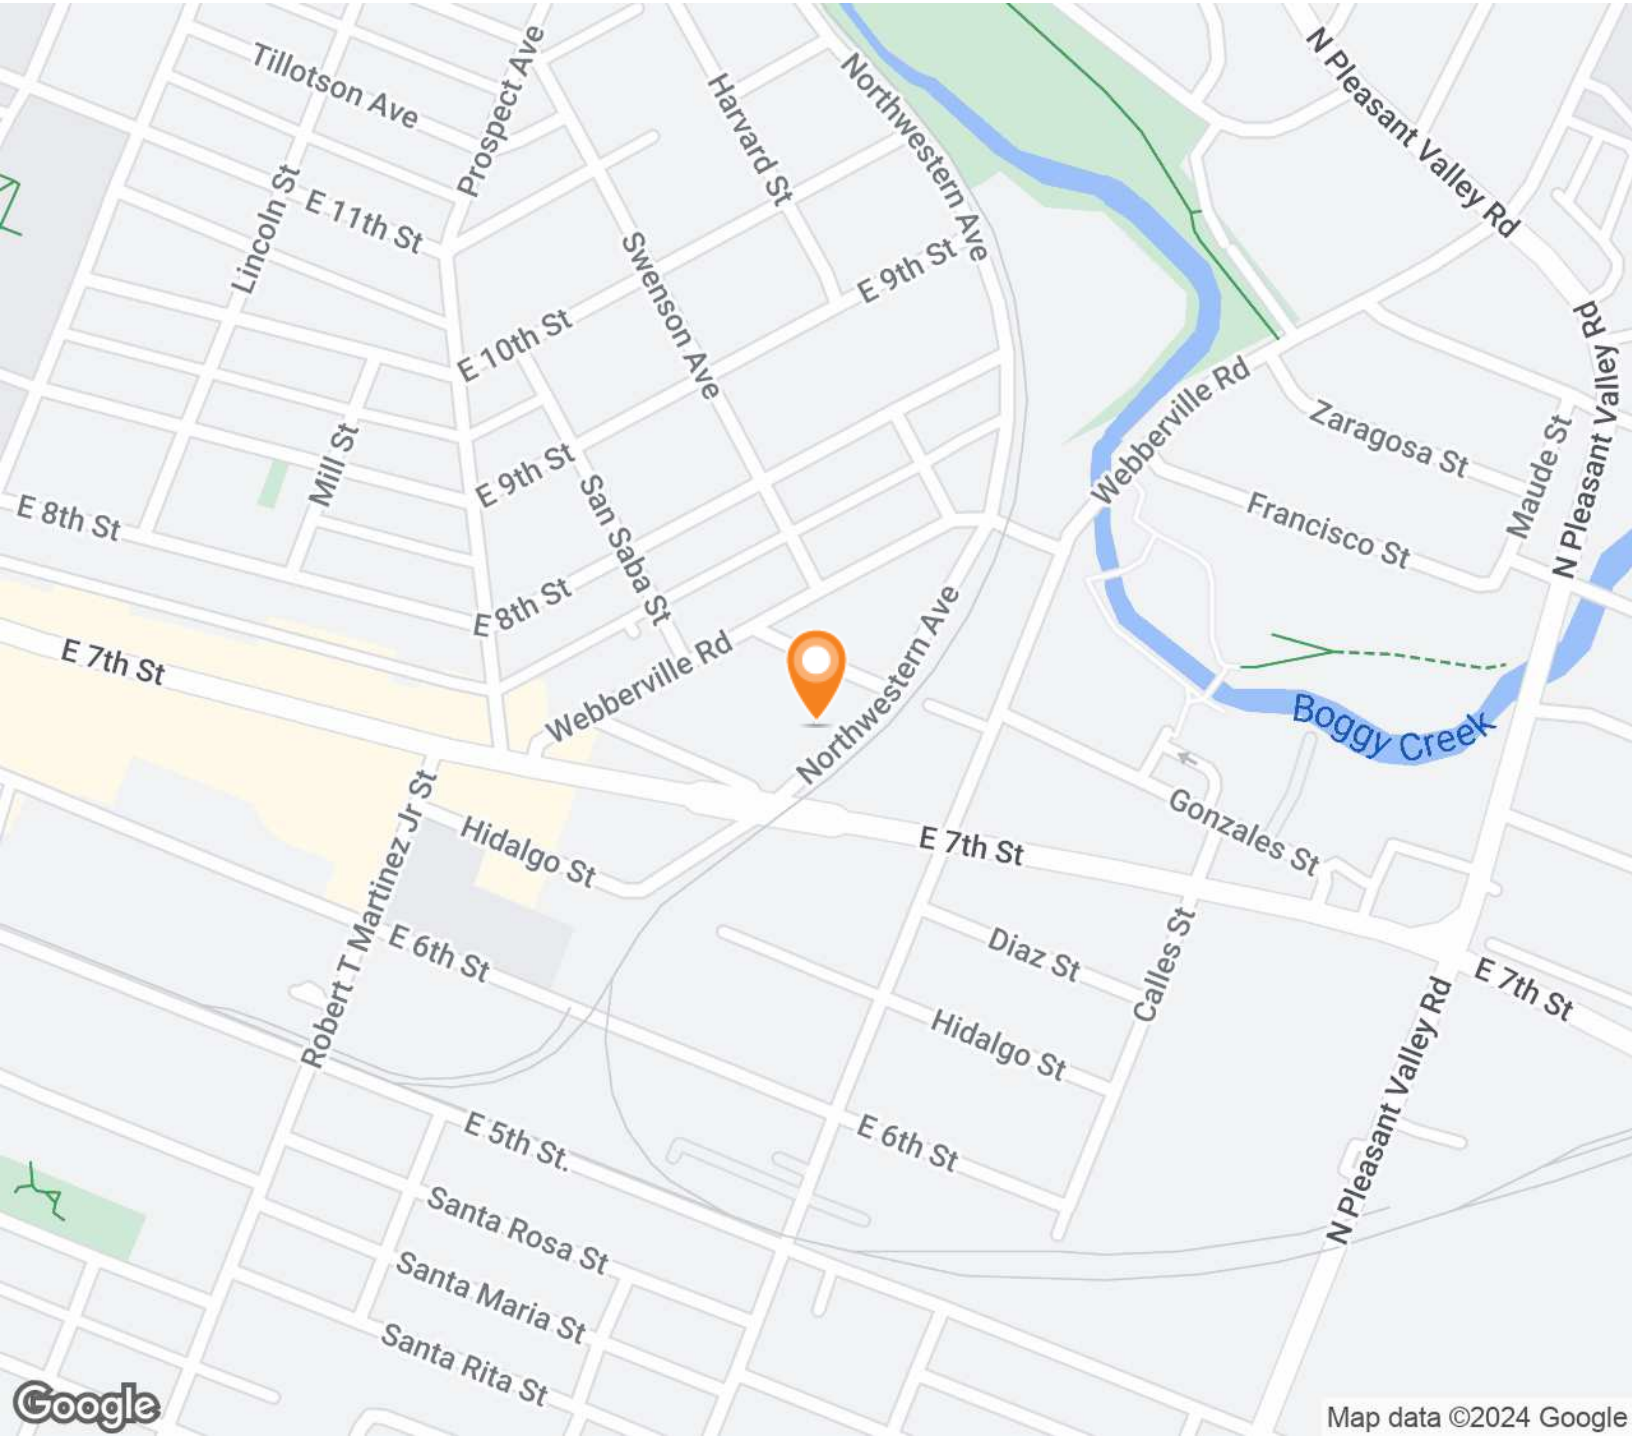 Tillotson Ave
Prospect Ave
Harvard St
Northwestern Ave
N Pleasant Valley Rd
Lincoln St
E 11th St
Swenson Ave
E 9th St
E 10th St
N Pleasant Valley Rd
Webberville Rd
Zaragosa St
Maude St
Mill St
E 9th St
San Saba St
E 8th St
Francisco St
N Pleasant Valley Rd
E 8th St
E 7th St
Webberville Rd
Northwestern Ave
Boggy Creek
Robert T Martinez Jr St
Hidalgo St
E 7th St
Gonzales St
E 6th St
Diaz St
Calles St
E 7th St
Hidalgo St
N Pleasant Valley Rd
E 5th St.
E 6th St
Santa Rosa St
Santa Maria St
Santa Rita St
Google
Map data ©2024 Google